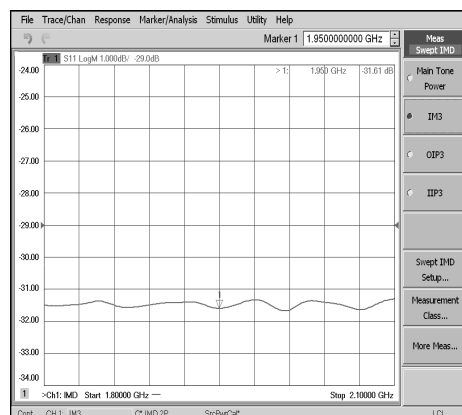 File Trace/Chan Response Marker/Analysis Stimulus Utility Help
Marker 1 1.9500000000 GHz
Meas
Swept IMD
Tr 1 S11 LogM 1.000dB/ -29.0dB
> 1: 1.950 GHz -31.61 dB
-24.00
-25.00
-26.00
-27.00
-28.00
-29.00
-30.00
-31.00
-32.00
-33.00
-34.00
1
Main Tone
Power
IM3
OIP3
IIP3
Swept IMD
Setup...
Measurement
Class...
More Meas...
1 >Ch1: IMD Start 1.80000 GHz — Stop 2.10000 GHz
Cont. CH 1: IM3 C* IMD 2P SrcPwrCal* LCL